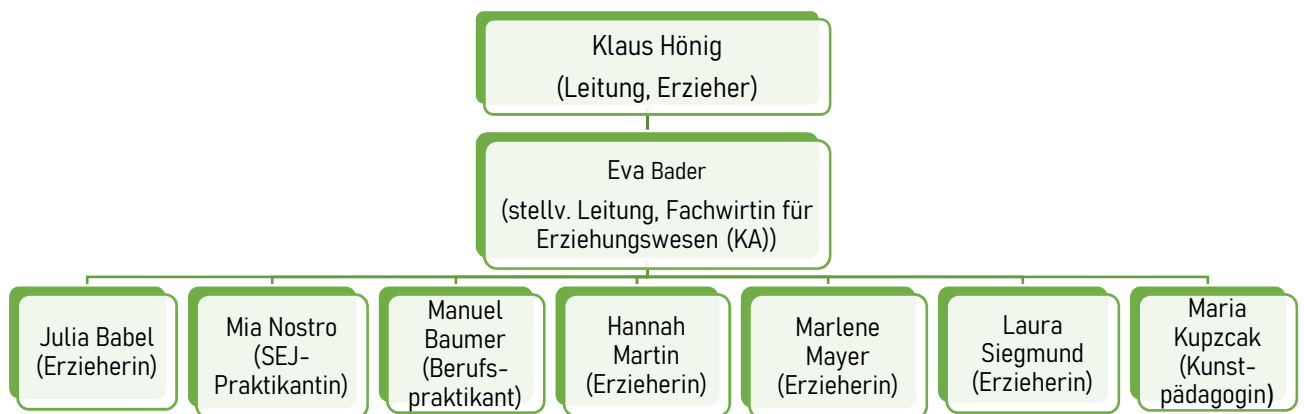 Klaus Hönig
(Leitung, Erzieher)
Eva Bader
(stellv. Leitung, Fachwirtin für
Erziehungswesen (KA))
Julia Babel
(Erzieherin)
Mia Nostro
(SEJ-
Praktikantin)
Manuel
Baumer
(Berufs-
praktikant)
Hannah
Martin
(Erzieherin)
Marlene
Mayer
(Erzieherin)
Laura
Siegmund
(Erzieherin)
Maria
Kupzcak
(Kunst-
pädagogin)